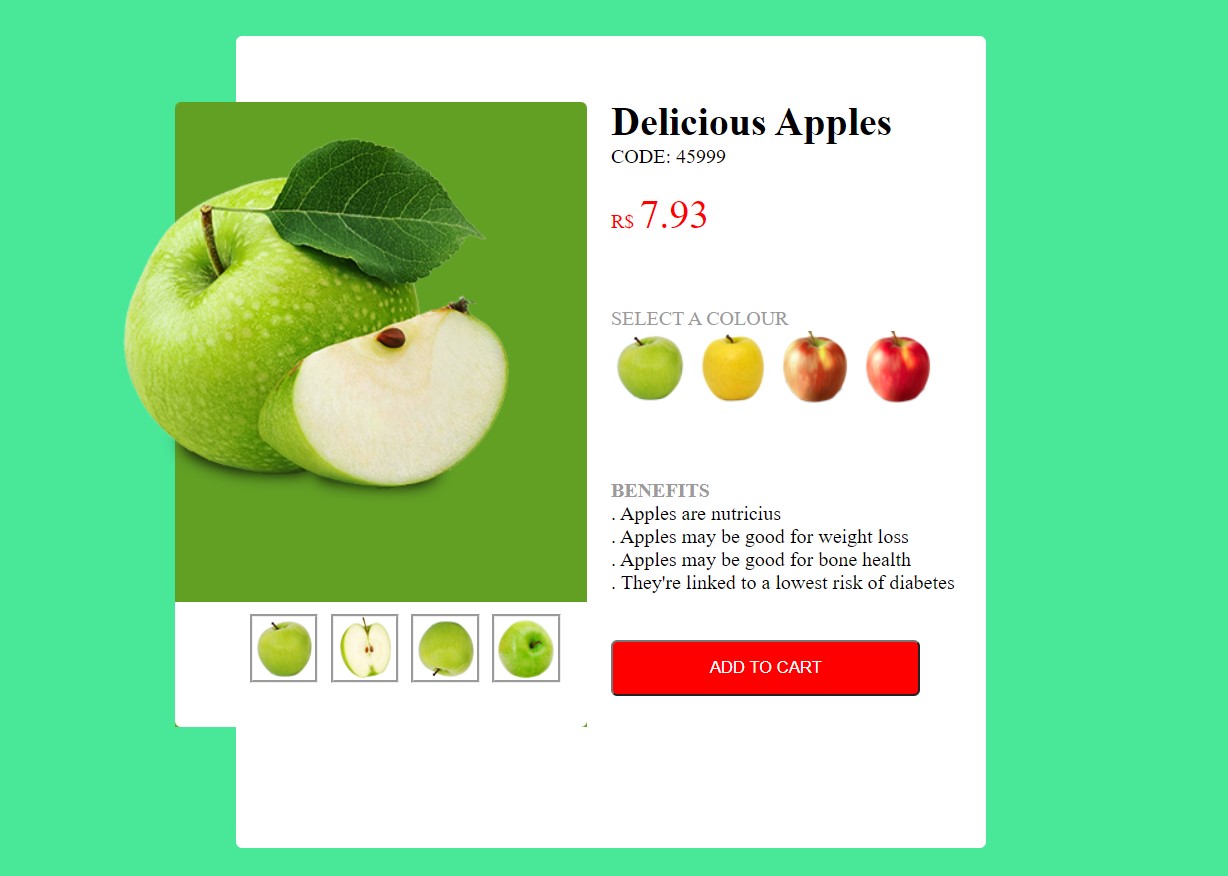 Delicious Apples
CODE: 45999
R$ 7.93
SELECT A COLOUR
BENEFITS
. Apples are nutricius
. Apples may be good for weight loss
. Apples may be good for bone health
. They're linked to a lowest risk of diabetes
ADD TO CART